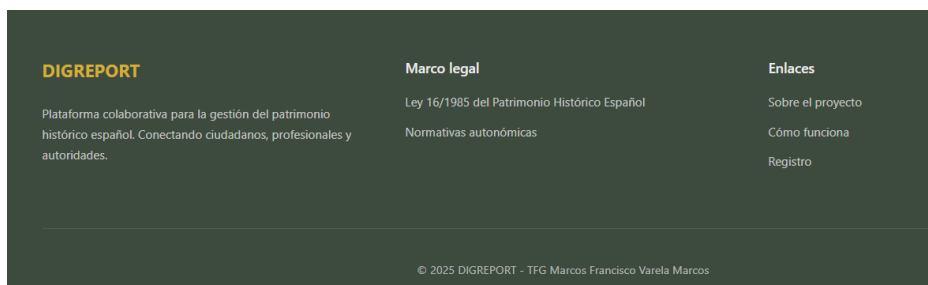 DIGREPORT
Plataforma colaborativa para la gestión del patrimonio
histórico español. Conectando ciudadanos, profesionales y
autoridades.
Marco legal
Ley 16/1985 del Patrimonio Histórico Español
Normativas autonómicas
Enlaces
Sobre el proyecto
Cómo funciona
Registro
© 2025 DIGREPORT - TFG Marcos Francisco Varela Marcos